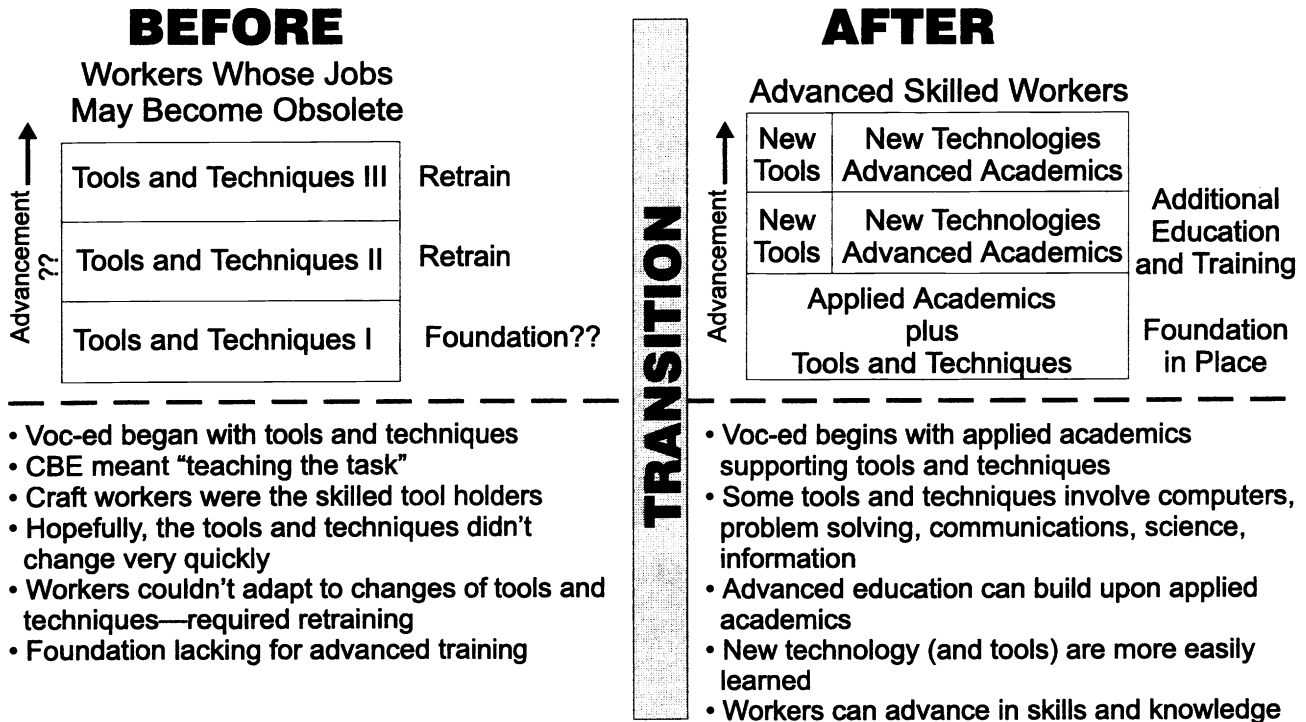 BEFORE
Workers Whose Jobs
May Become Obsolete
Advancement
??
Tools and Techniques III
Retrain
Tools and Techniques II
Retrain
Tools and Techniques I
Foundation??
• Voc-ed began with tools and techniques
• CBE meant “teaching the task”
• Craft workers were the skilled tool holders
• Hopefully, the tools and techniques didn’t
change very quickly
• Workers couldn’t adapt to changes of tools and
techniques—required retraining
• Foundation lacking for advanced training
TRANSITION
AFTER
Advanced Skilled Workers
Advancement
New
Tools
New Technologies
Advanced Academics
New
Tools
New Technologies
Advanced Academics
Additional
Education
and Training
Applied Academics
plus
Tools and Techniques
Foundation
in Place
• Voc-ed begins with applied academics
supporting tools and techniques
• Some tools and techniques involve computers,
problem solving, communications, science,
information
• Advanced education can build upon applied
academics
• New technology (and tools) are more easily
learned
• Workers can advance in skills and knowledge